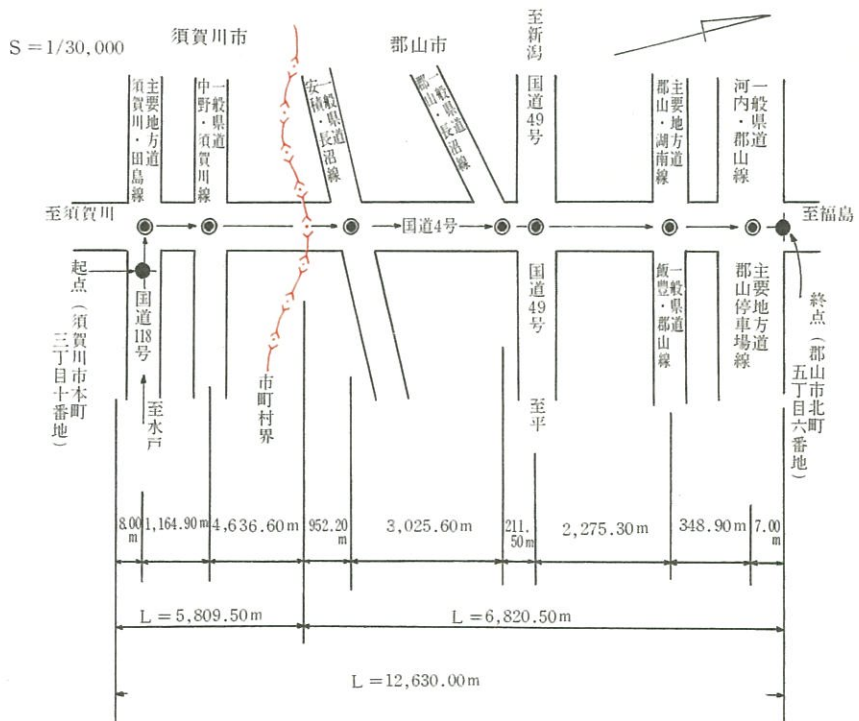 S＝1/30,000
須賀川市
郡山市
至新潟
国道49号
主要地方道
須賀川・田島線
一般県道
中野・須賀川線
一般県道
安積・長沼線
一般県道
郡山・長沼線
主要地方道
郡山・湖南線
一般県道
河内・郡山線
至須賀川
国道4号
至福島
起点（須賀川市本町
三丁目十番地）
国道118号
至水戸
市町村界
国道49号
至平
一般県道
飯豊・郡山線
主要地方道
郡山停車場線
終点（郡山市北町
五丁目六番地）
8.00m
1,164.90m
4,636.60m
952.20m
3,025.60m
211.50m
2,275.30m
348.90m
7.00m
L＝5,809.50m
L＝6,820.50m
L＝12,630.00m